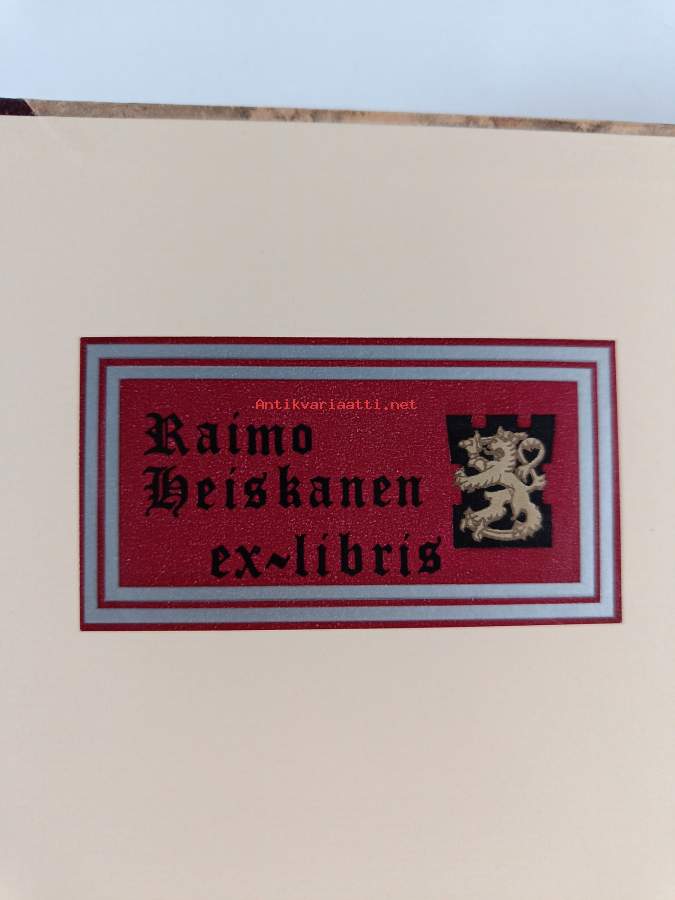 Antikvariaatti.net
Raimo
Heiskanen
ex~libris